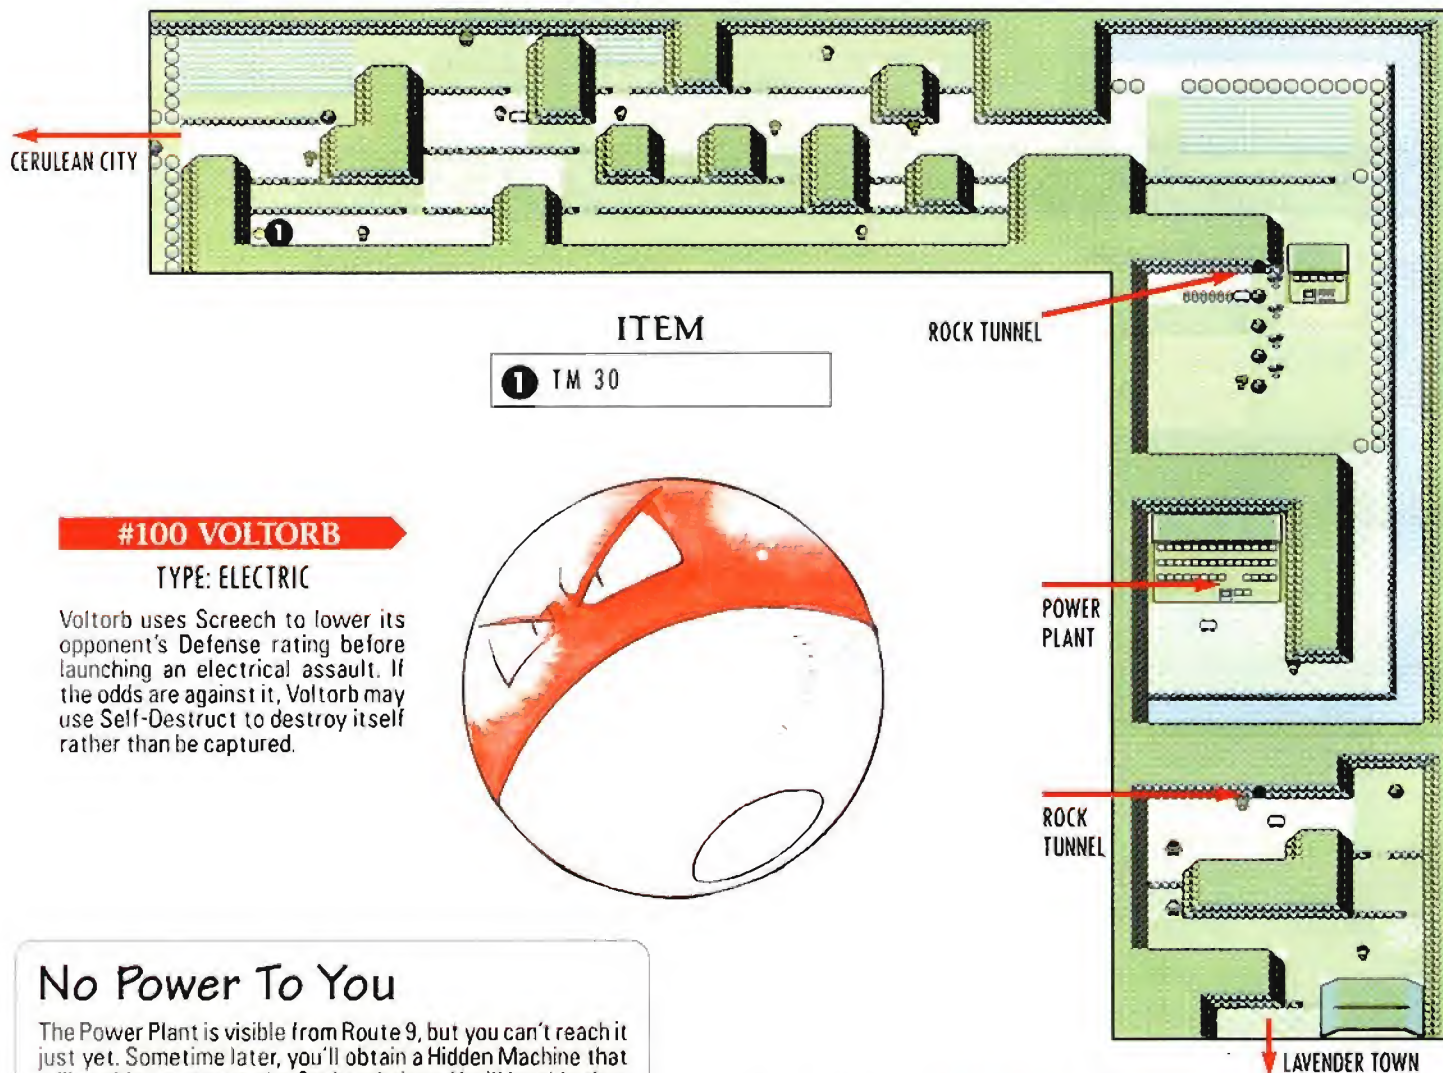 CERULEAN CITY
1
ROCK TUNNEL
ITEM
1 TM 30
#100 VOLTORB
TYPE: ELECTRIC
Voltorb uses Screech to lower its
opponent's Defense rating before
launching an electrical assault. If
the odds are against it, Voltorb may
use Self-Destruct to destroy itself
rather than be captured.
POWER
PLANT
ROCK
TUNNEL
LAVENDER TOWN
No Power To You
The Power Plant is visible from Route 9, but you can't reach it
just yet. Sometime later, you'll obtain a Hidden Machine that